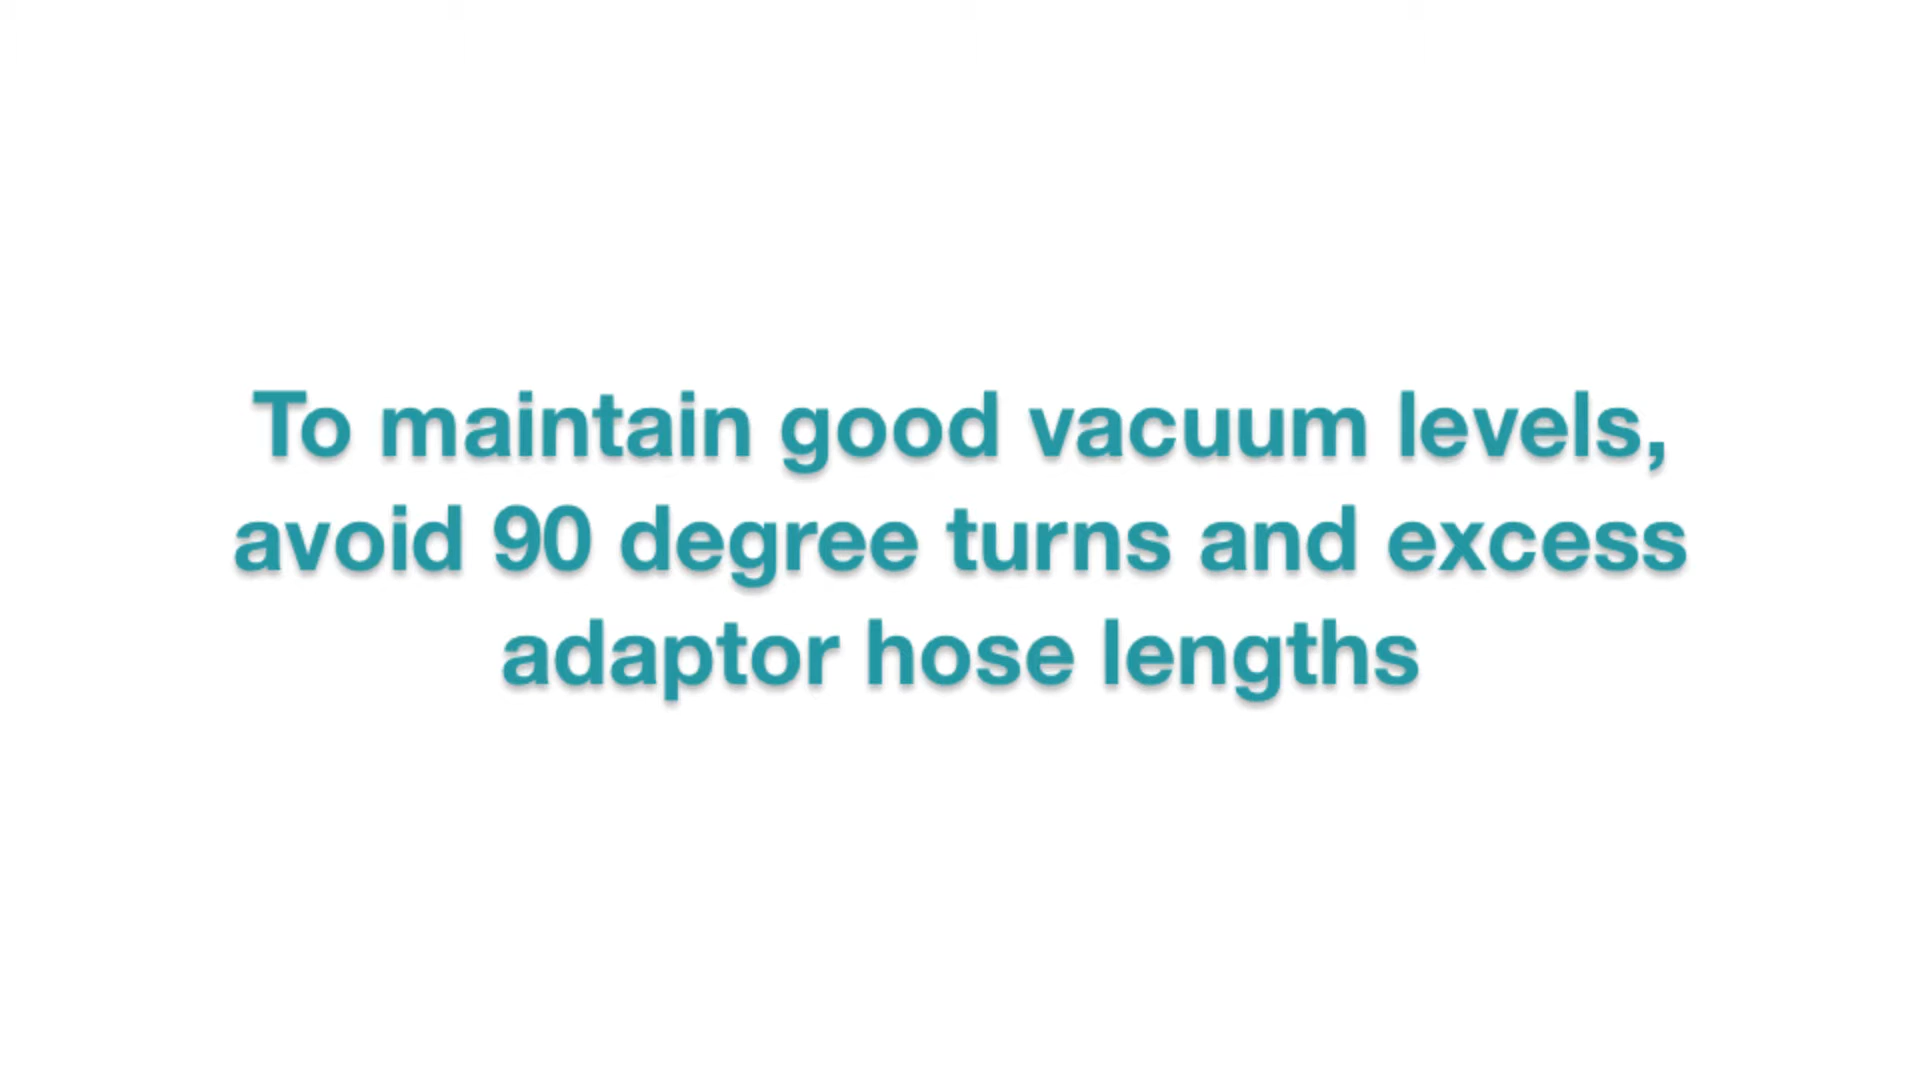 To maintain good vacuum levels,
avoid 90 degree turns and excess
adaptor hose lengths